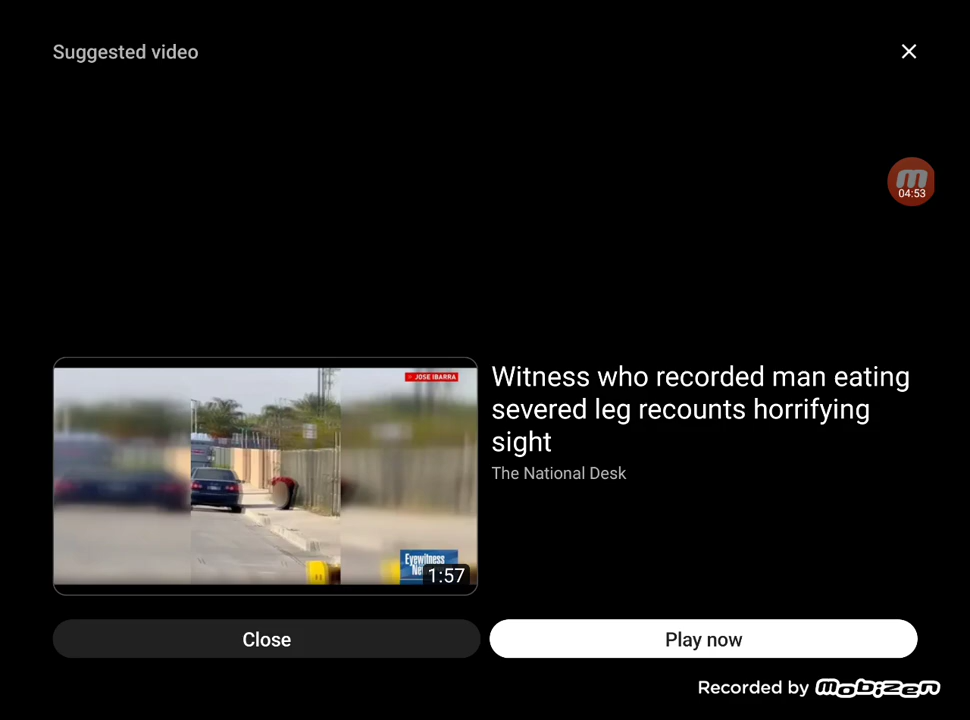 Suggested video
04:53
JOSE IBARRA
Witness who recorded man eating
severed leg recounts horrifying
sight
The National Desk
Eyewitness
1:57
Close
Play now
Recorded by mobizen